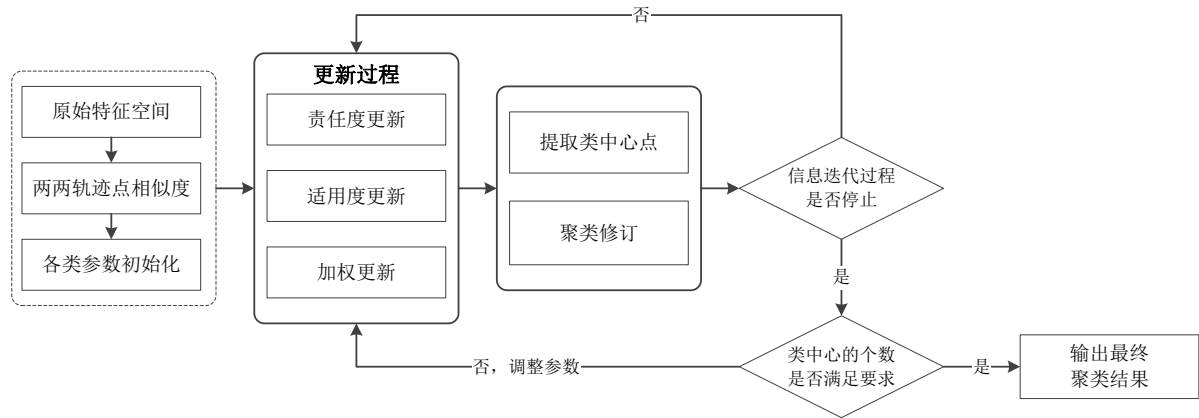 否
更新过程
原始特征空间
两两轨迹点相似度
各类参数初始化
责任度更新
适用度更新
加权更新
提取类中心点
聚类修订
信息迭代过程
是否停止
是
类中心的个数
是否满足要求
否，调整参数
是
输出最终
聚类结果